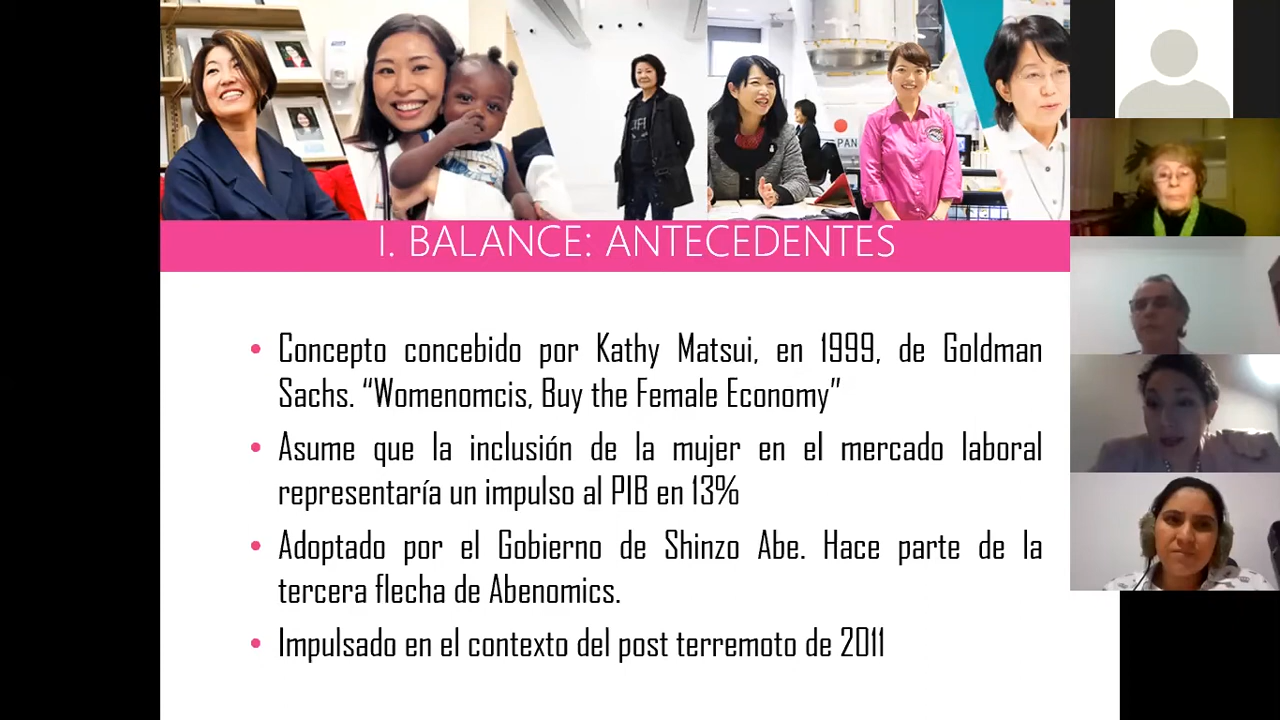 I. BALANCE: ANTECEDENTES
• Concepto concebido por Kathy Matsui, en 1999, de Goldman
Sachs. “Womenomcis, Buy the Female Economy”
• Asume que la inclusión de la mujer en el mercado laboral
representaría un impulso al PIB en 13%
• Adoptado por el Gobierno de Shinzo Abe. Hace parte de la
tercera flecha de Abenomics.
• Impulsado en el contexto del post terremoto de 2011